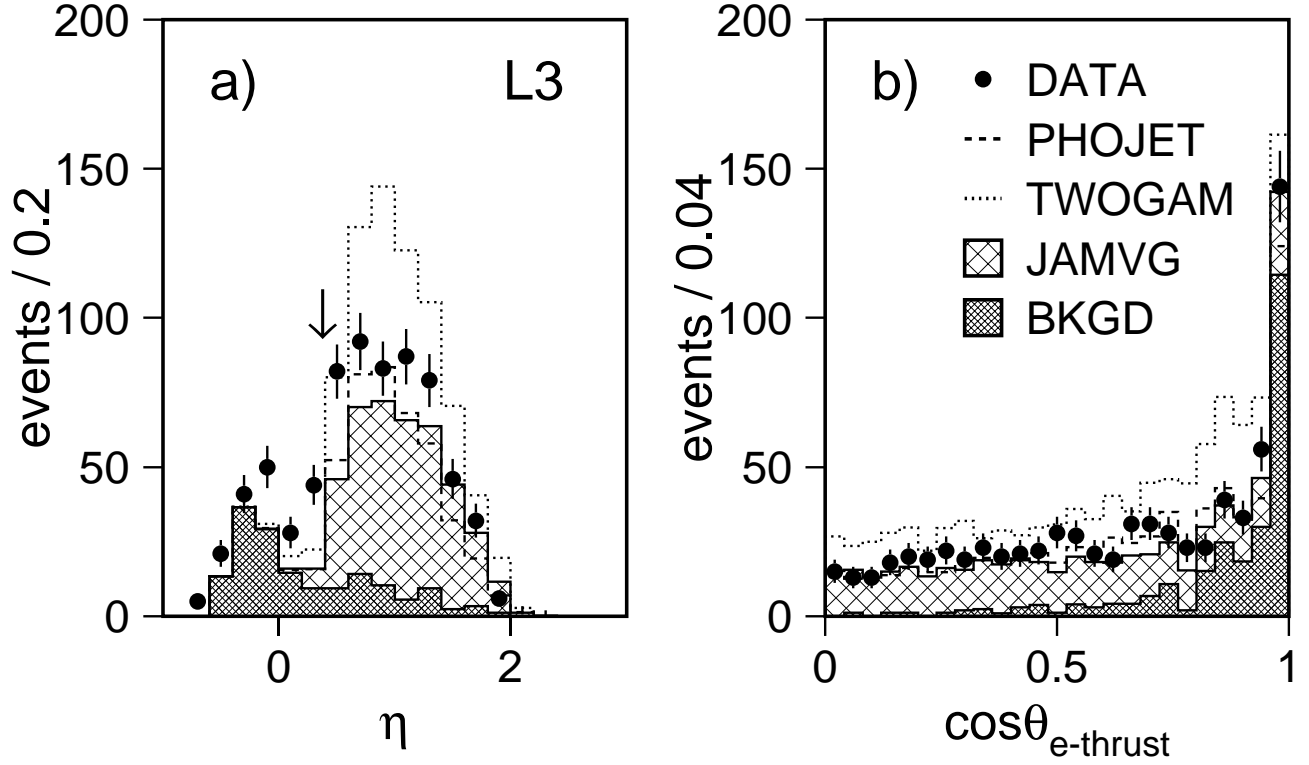 200
150
100
50
0
events / 0.2
a)
L3
0
2
η
200
150
100
50
0
events / 0.04
b)
DATA
PHOJET
TWOGAM
JAMVG
BKGD
0
0.5
1
cosθe-thrust